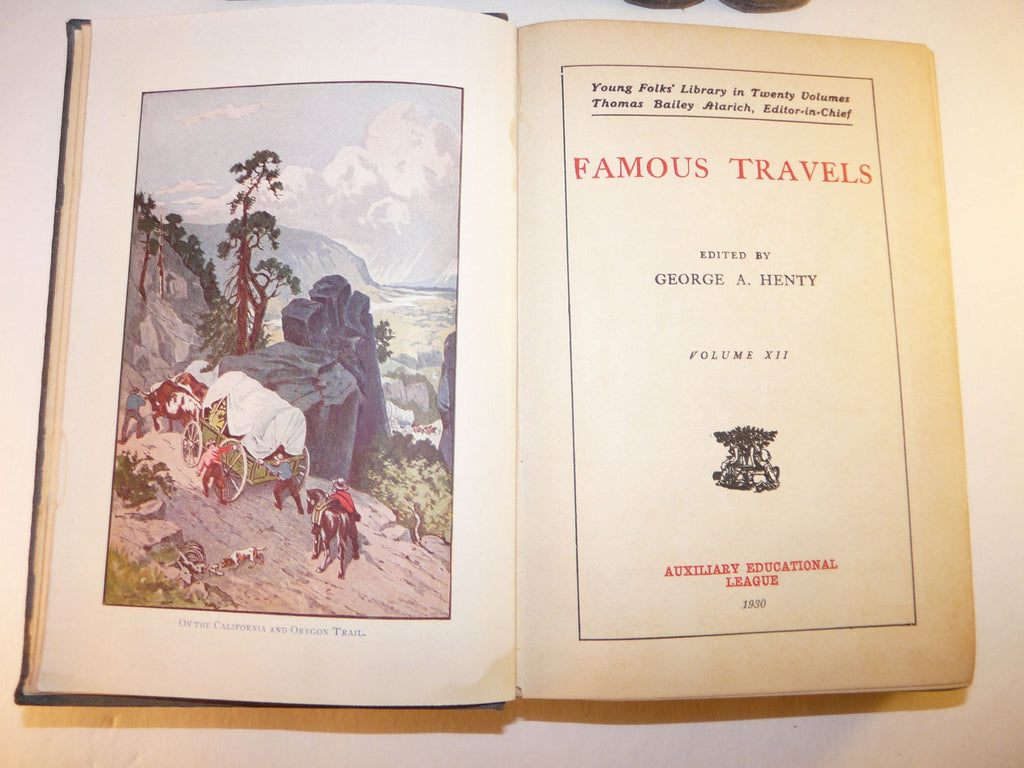 On the California and Oregon Trail.
Young Folks' Library in Twenty Volumes
Thomas Bailey Alarich, Editor-in-Chief
FAMOUS TRAVELS
EDITED BY
GEORGE A. HENTY
VOLUME XII
AUXILIARY EDUCATIONAL
LEAGUE
1930